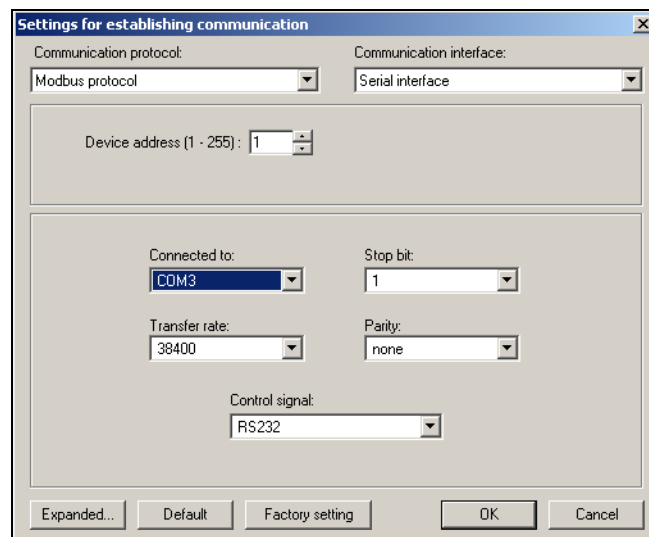 Settings for establishing communication
Communication protocol: Communication interface:
Modbus protocol Serial interface
Device address (1 - 255) : 1
Connected to: Stop bit:
COM3 1
Transfer rate: Parity:
38400 none
Control signal:
RS232
Expanded... Default Factory setting OK Cancel